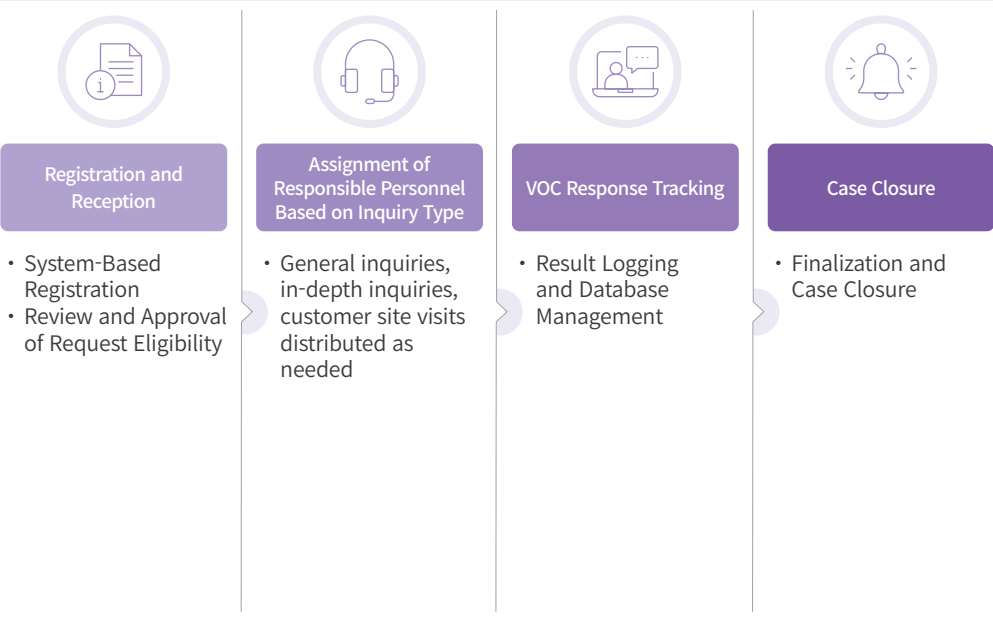 i
Registration and
Reception
• System-Based
Registration
• Review and Approval
of Request Eligibility
Assignment of
Responsible Personnel
Based on Inquiry Type
• General inquiries,
in-depth inquiries,
customer site visits
distributed as
needed
VOC Response Tracking
• Result Logging
and Database
Management
Case Closure
• Finalization and
Case Closure